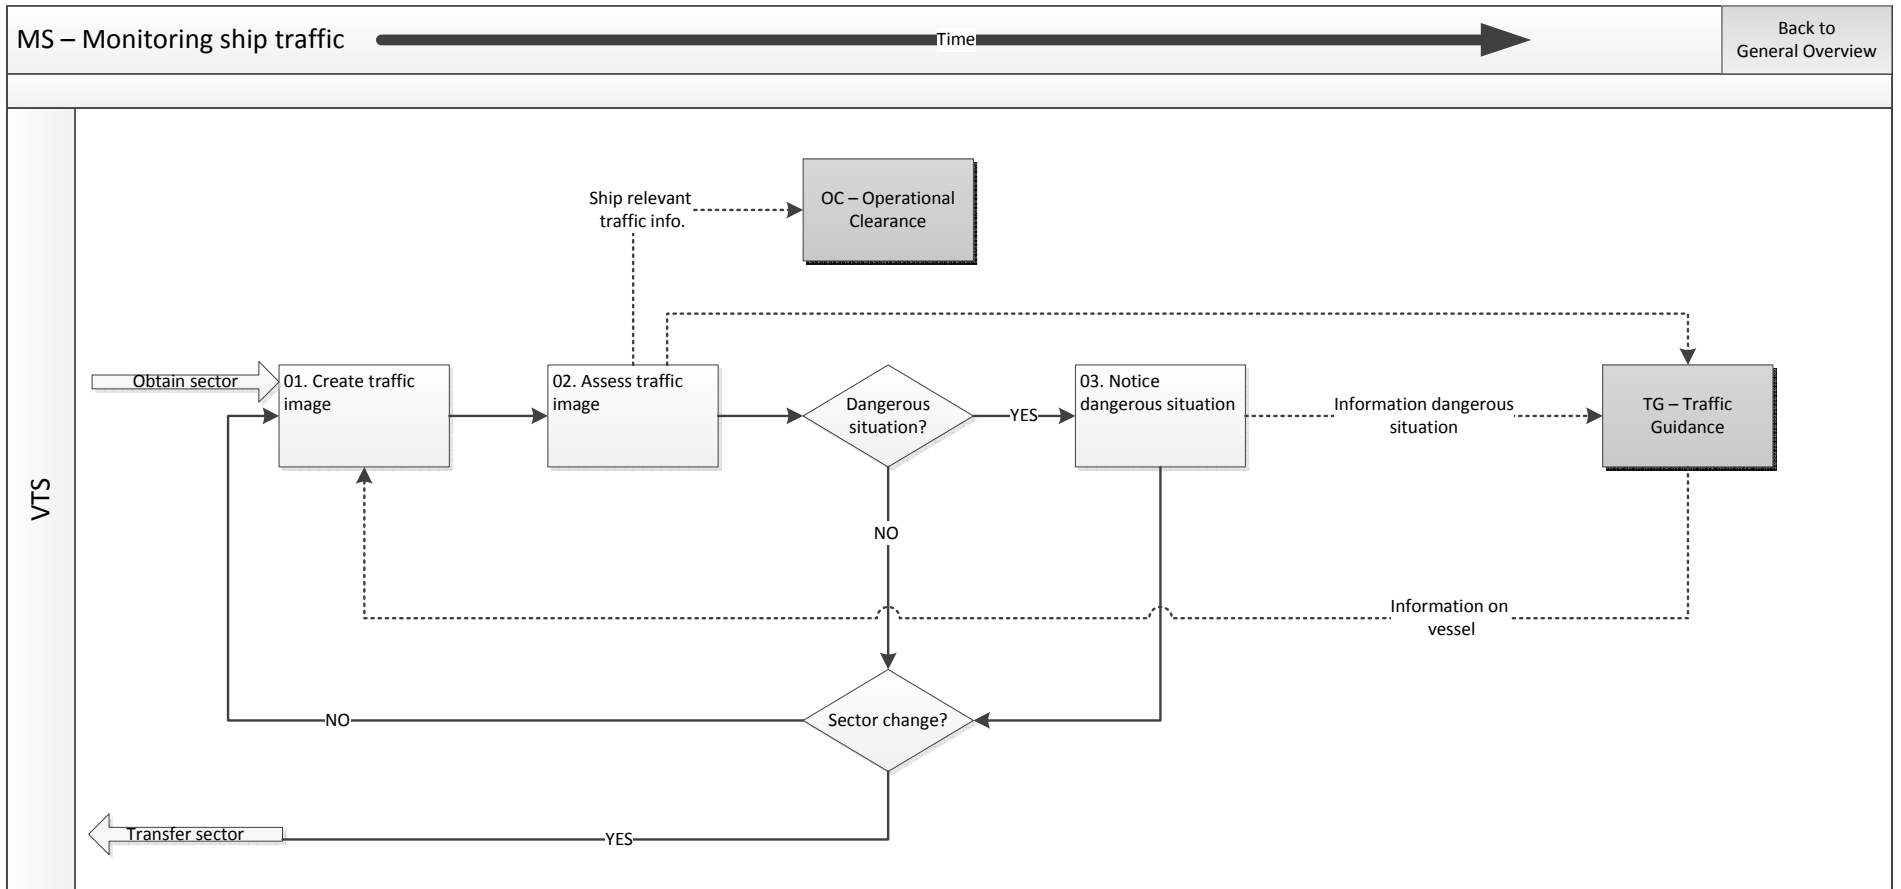 MS – Monitoring ship traffic
Time
Back to
General Overview
VTS
OC – Operational
Clearance
Ship relevant
traffic info.
Obtain sector
01. Create traffic
image
02. Assess traffic
image
Dangerous
situation?
YES
03. Notice
dangerous situation
Information dangerous
situation
TG – Traffic
Guidance
NO
Information on
vessel
Sector change?
NO
Transfer sector
YES